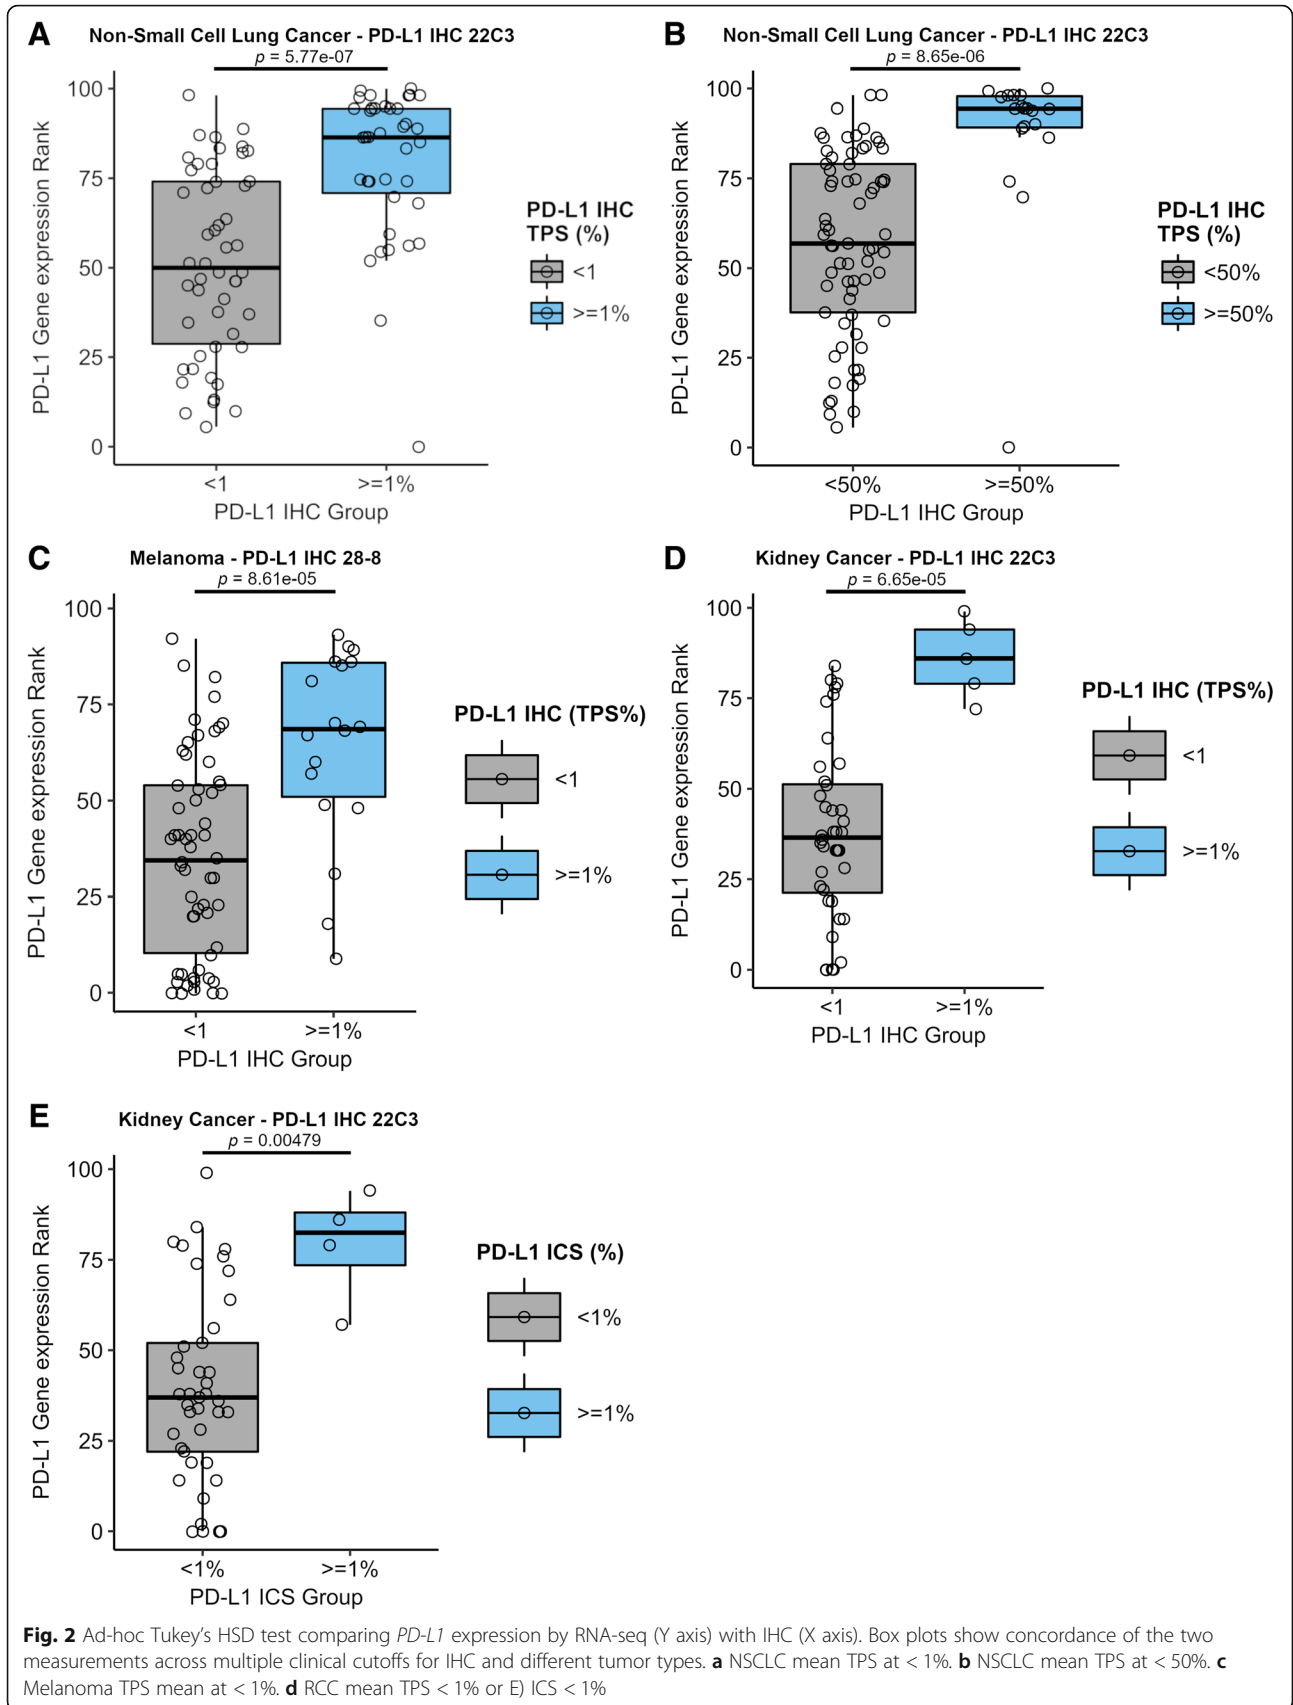 A
Non-Small Cell Lung Cancer - PD-L1 IHC 22C3
p = 5.77e-07
PD-L1 Gene expression Rank
100
75
50
25
0
<1
>=1%
PD-L1 IHC Group
PD-L1 IHC
TPS (%)
<1
>=1%
B
Non-Small Cell Lung Cancer - PD-L1 IHC 22C3
p = 8.65e-06
PD-L1 Gene expression Rank
100
75
50
25
0
<50%
>=50%
PD-L1 IHC Group
PD-L1 IHC
TPS (%)
<50%
>=50%
C
Melanoma - PD-L1 IHC 28-8
p = 8.61e-05
PD-L1 Gene expression Rank
100
75
50
25
0
<1
>=1%
PD-L1 IHC Group
PD-L1 IHC (TPS%)
<1
>=1%
D
Kidney Cancer - PD-L1 IHC 22C3
p = 6.65e-05
PD-L1 Gene expression Rank
100
75
50
25
0
<1
>=1%
PD-L1 IHC Group
PD-L1 IHC (TPS%)
<1
>=1%
E
Kidney Cancer - PD-L1 IHC 22C3
p = 0.00479
PD-L1 Gene expression Rank
100
75
50
25
0
<1%
>=1%
PD-L1 ICS Group
PD-L1 ICS (%)
<1%
>=1%
Fig. 2 Ad-hoc Tukey's HSD test comparing PD-L1 expression by RNA-seq (Y axis) with IHC (X axis). Box plots show concordance of the two
measurements across multiple clinical cutoffs for IHC and different tumor types. a NSCLC mean TPS at < 1%. b NSCLC mean TPS at < 50%. c
Melanoma TPS mean at < 1%. d RCC mean TPS < 1% or E) ICS < 1%